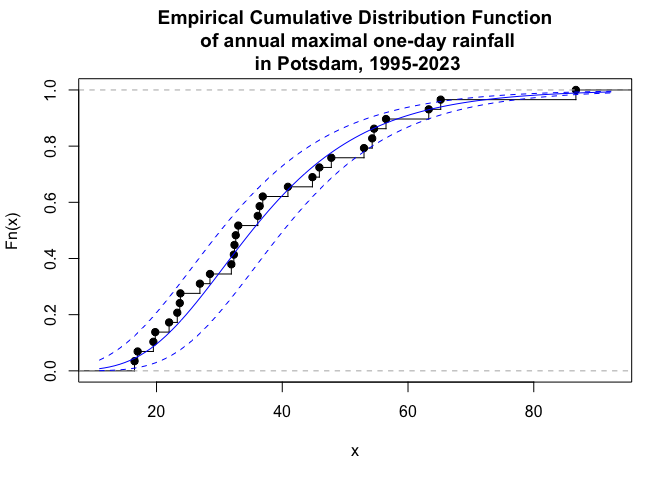 Empirical Cumulative Distribution Function
of annual maximal one-day rainfall
in Potsdam, 1995-2023
1.0
0.8
0.6
0.4
0.2
0.0
Fn(x)
20 40 60 80
x